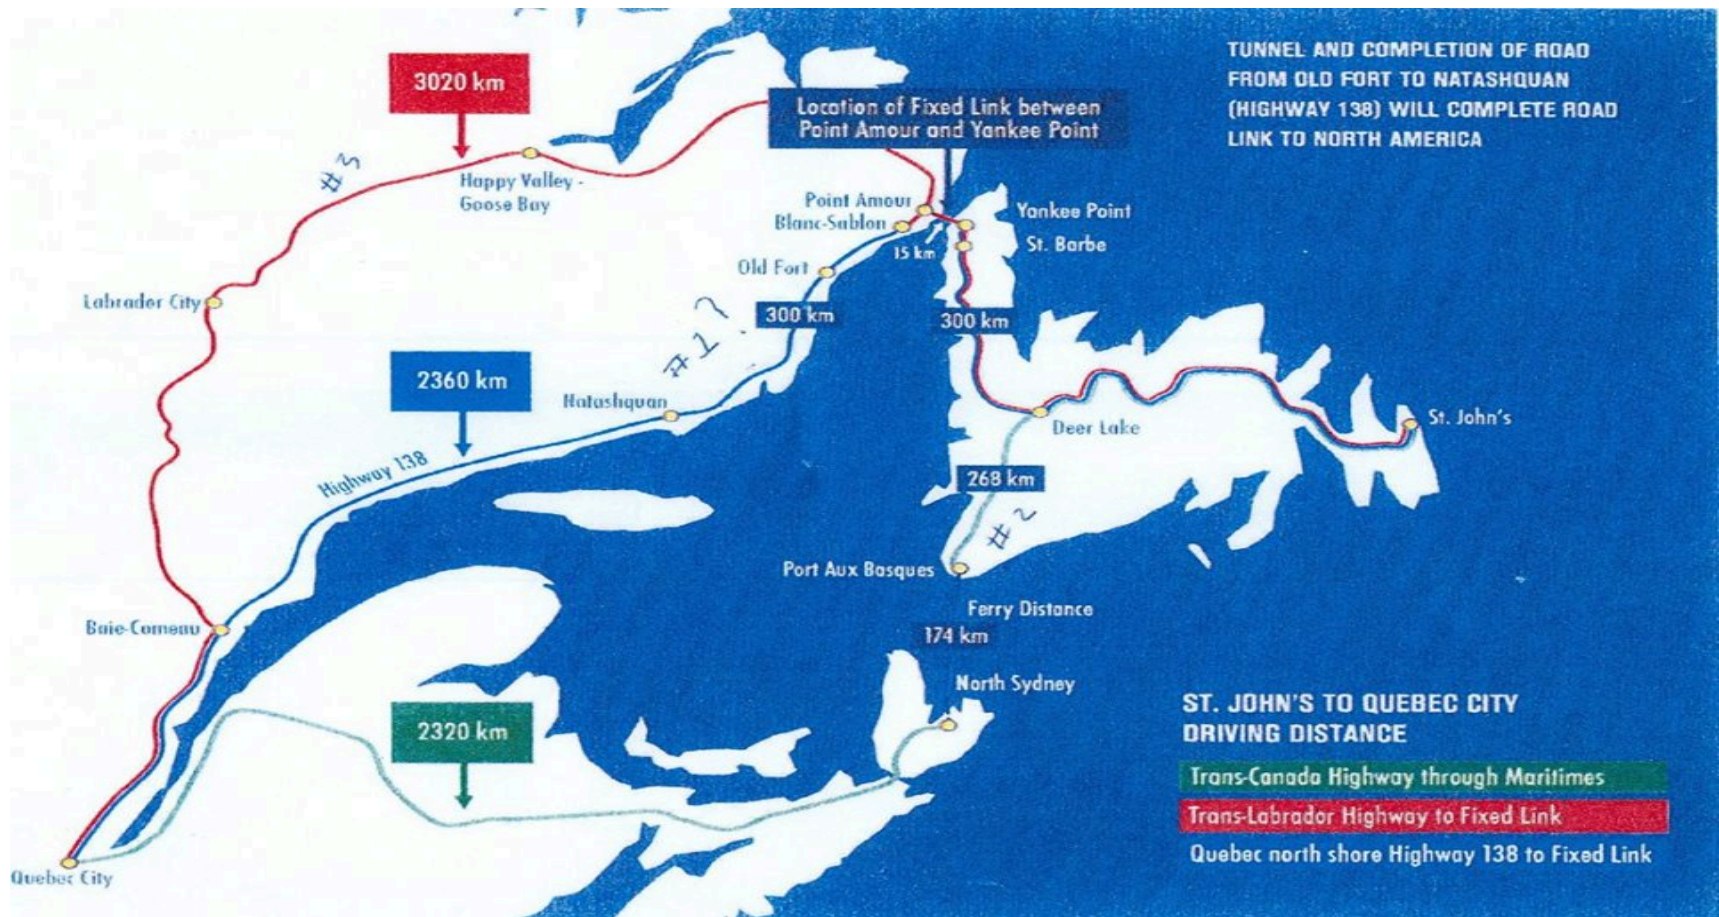 TUNNEL AND COMPLETION OF ROAD
FROM OLD FORT TO NATASHQUAN
(HIGHWAY 138) WILL COMPLETE ROAD
LINK TO NORTH AMERICA
3020 km
Location of Fixed Link between
Point Amour and Yankee Point
# 3
Happy Valley -
Goose Bay
Point Amour
Blanc-Sablon
Yankee Point
St. Barbe
15 km
Old Fort
Labrador City
300 km
300 km
# 1 ?
2360 km
Natashquan
Deer Lake
St. John's
Highway 138
268 km
# 2
Port Aux Basques
Ferry Distance
174 km
Baie-Comeau
North Sydney
2320 km
Quebec City
ST. JOHN'S TO QUEBEC CITY
DRIVING DISTANCE
Trans-Canada Highway through Maritimes
Trans-Labrador Highway to Fixed Link
Quebec north shore Highway 138 to Fixed Link